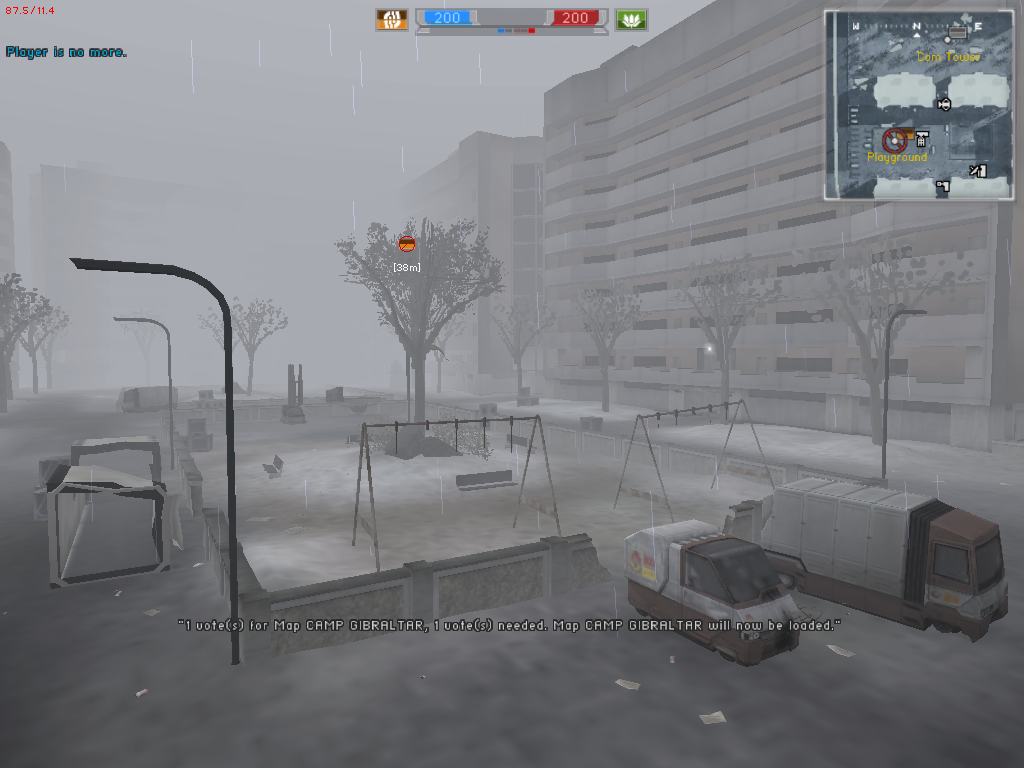 87.5/11.4
200
200
W N E
Com Tower
Player is no more.
Playground
[38m]
"1 vote(s) for Map CAMP GIBRALTAR, 1 vote(s) needed. Map CAMP GIBRALTAR will now be loaded."